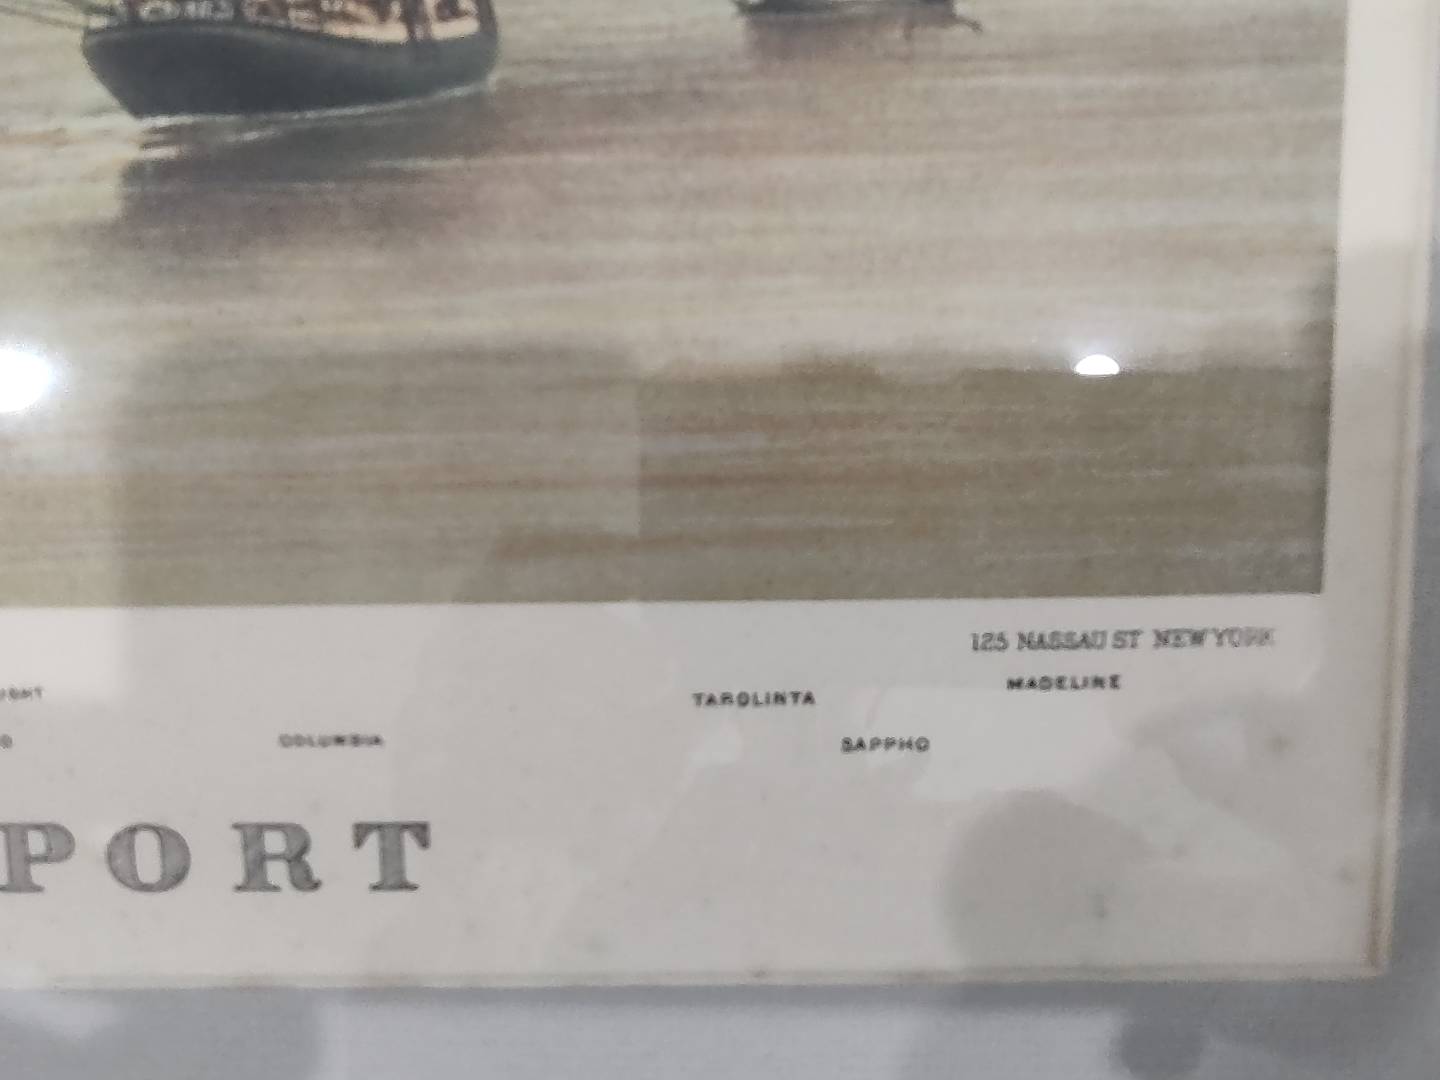 125 NASSAU ST NEW YORK
MADELINE
TAROLINTA
SAPPHO
COLUMBIA
PORT